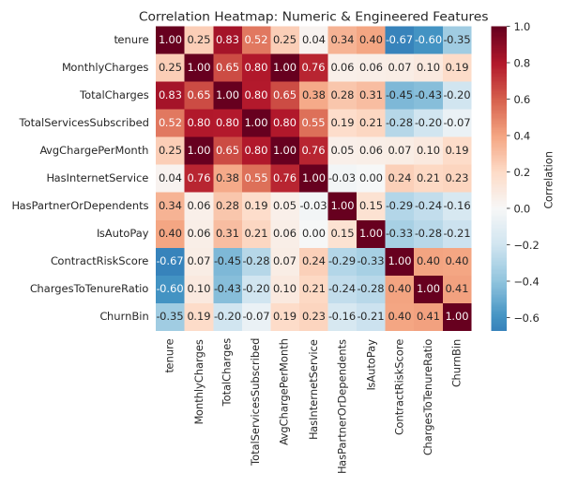 Correlation Heatmap: Numeric & Engineered Features
tenure 1.00 0.25 0.83 0.52 0.25 0.04 0.34 0.40 -0.67 -0.60 -0.35
MonthlyCharges 0.25 1.00 0.65 0.80 1.00 0.76 0.06 0.06 0.07 0.10 0.19
TotalCharges 0.83 0.65 1.00 0.80 0.65 0.38 0.28 0.31 -0.45 -0.43 -0.20
TotalServicesSubscribed 0.52 0.80 0.80 1.00 0.80 0.55 0.19 0.21 -0.28 -0.20 -0.07
AvgChargePerMonth 0.25 1.00 0.65 0.80 1.00 0.76 0.05 0.06 0.07 0.10 0.19
HasInternetService 0.04 0.76 0.38 0.55 0.76 1.00 -0.03 0.00 0.24 0.21 0.23
HasPartnerOrDependents 0.34 0.06 0.28 0.19 0.05 -0.03 1.00 0.15 -0.29 -0.24 -0.16
IsAutoPay 0.40 0.06 0.31 0.21 0.06 0.00 0.15 1.00 -0.33 -0.28 -0.21
ContractRiskScore -0.67 0.07 -0.45 -0.28 0.07 0.24 -0.29 -0.33 1.00 0.40 0.40
ChargesToTenureRatio -0.60 0.10 -0.43 -0.20 0.10 0.21 -0.24 -0.28 0.40 1.00 0.41
ChurnBin -0.35 0.19 -0.20 -0.07 0.19 0.23 -0.16 -0.21 0.40 0.41 1.00
tenure
MonthlyCharges
TotalCharges
TotalServicesSubscribed
AvgChargePerMonth
HasInternetService
HasPartnerOrDependents
IsAutoPay
ContractRiskScore
ChargesToTenureRatio
ChurnBin
1.0
0.8
0.6
0.4
0.2
0.0
−0.2
−0.4
−0.6
Correlation